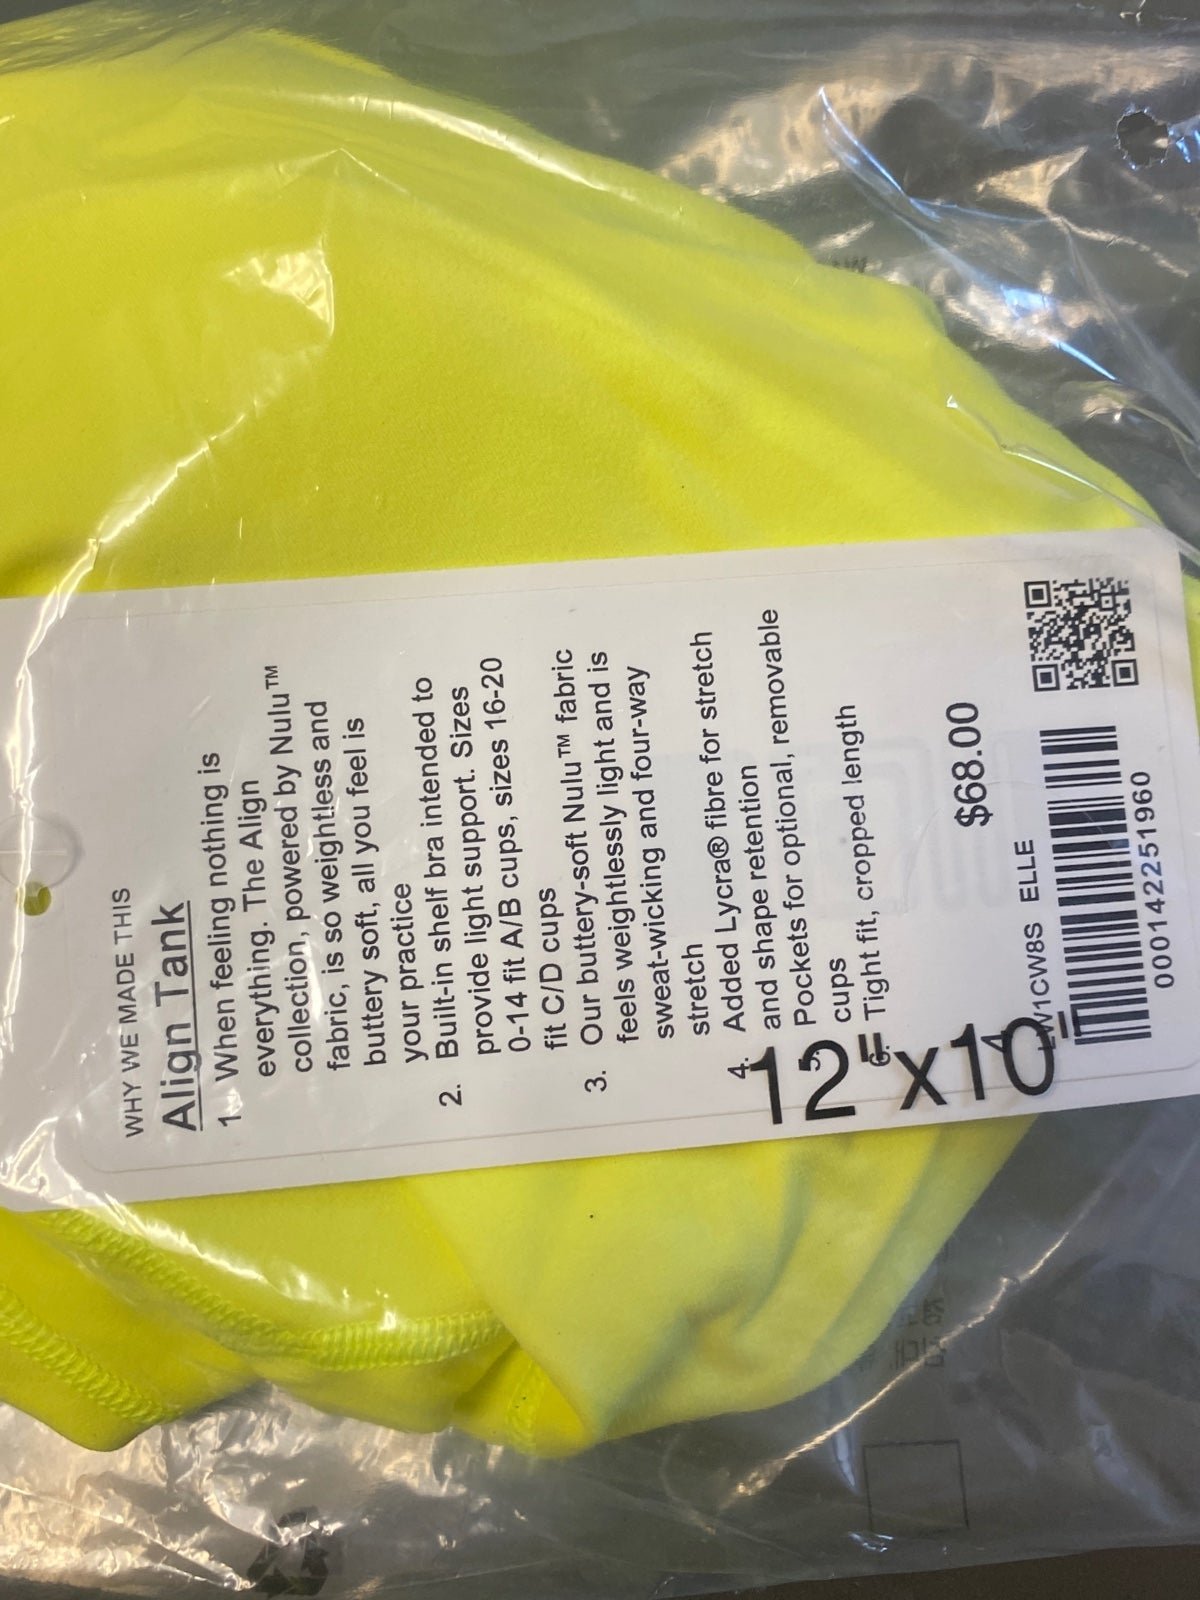 WHY WE MADE THIS
Align Tank
1. When feeling nothing is
everything. The Align
collection, powered by Nulu™
fabric, is so weightless and
buttery soft, all you feel is
your practice
2. Built-in shelf bra intended to
provide light support. Sizes
0-14 fit A/B cups, sizes 16-20
fit C/D cups
3. Our buttery-soft Nulu™ fabric
feels weightlessly light and is
sweat-wicking and four-way
stretch
4. Added Lycra® fibre for stretch
and shape retention
5. Pockets for optional, removable
cups
6. Tight fit, cropped length
$68.00
LW1CW8S ELLE
000142251960
12"x10"